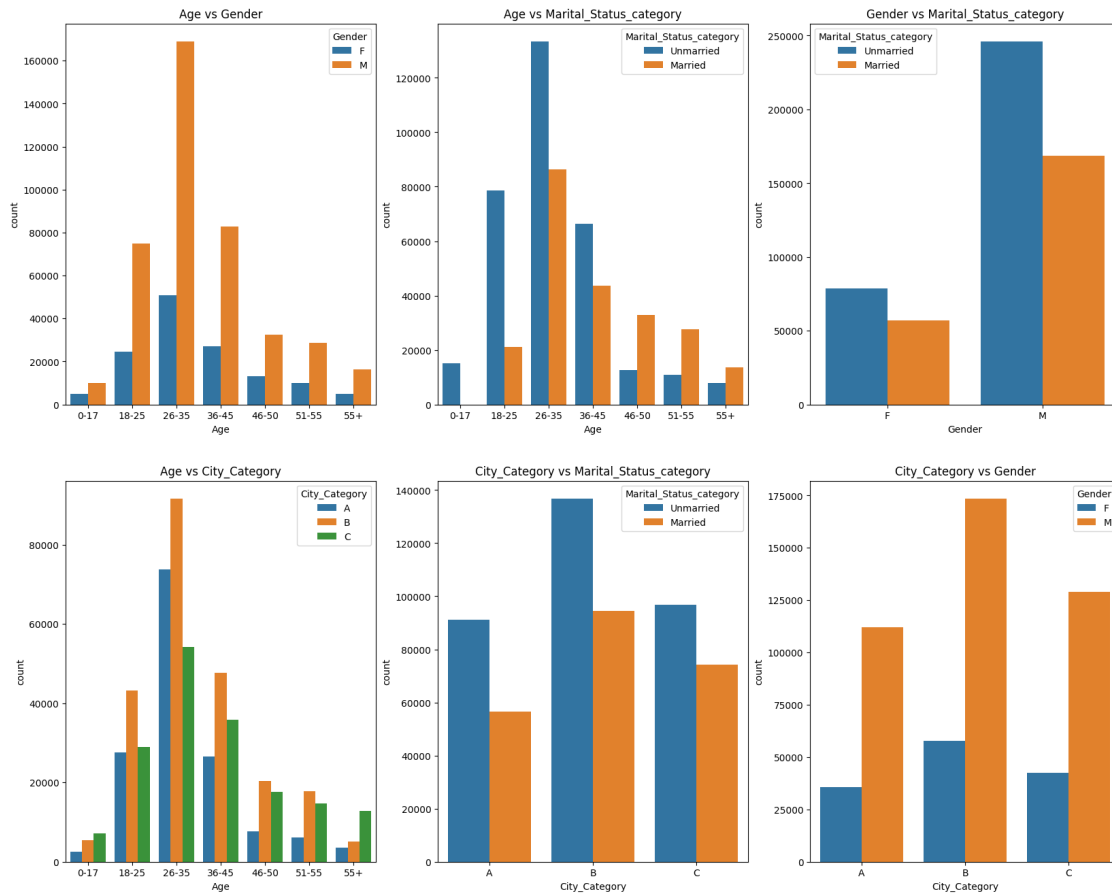 Age vs Gender
Gender
F
M
160000
140000
120000
100000
80000
60000
40000
20000
0
count
0-17 18-25 26-35 36-45 46-50 51-55 55+
Age
Age vs Marital_Status_category
Marital_Status_category
Unmarried
Married
120000
100000
80000
60000
40000
20000
0
count
0-17 18-25 26-35 36-45 46-50 51-55 55+
Age
Gender vs Marital_Status_category
Marital_Status_category
Unmarried
Married
250000
200000
150000
100000
50000
0
count
F M
Gender
Age vs City_Category
City_Category
A
B
C
80000
60000
40000
20000
0
count
0-17 18-25 26-35 36-45 46-50 51-55 55+
Age
City_Category vs Marital_Status_category
Marital_Status_category
Unmarried
Married
140000
120000
100000
80000
60000
40000
20000
0
count
A B C
City_Category
City_Category vs Gender
Gender
F
M
175000
150000
125000
100000
75000
50000
25000
0
count
A B C
City_Category